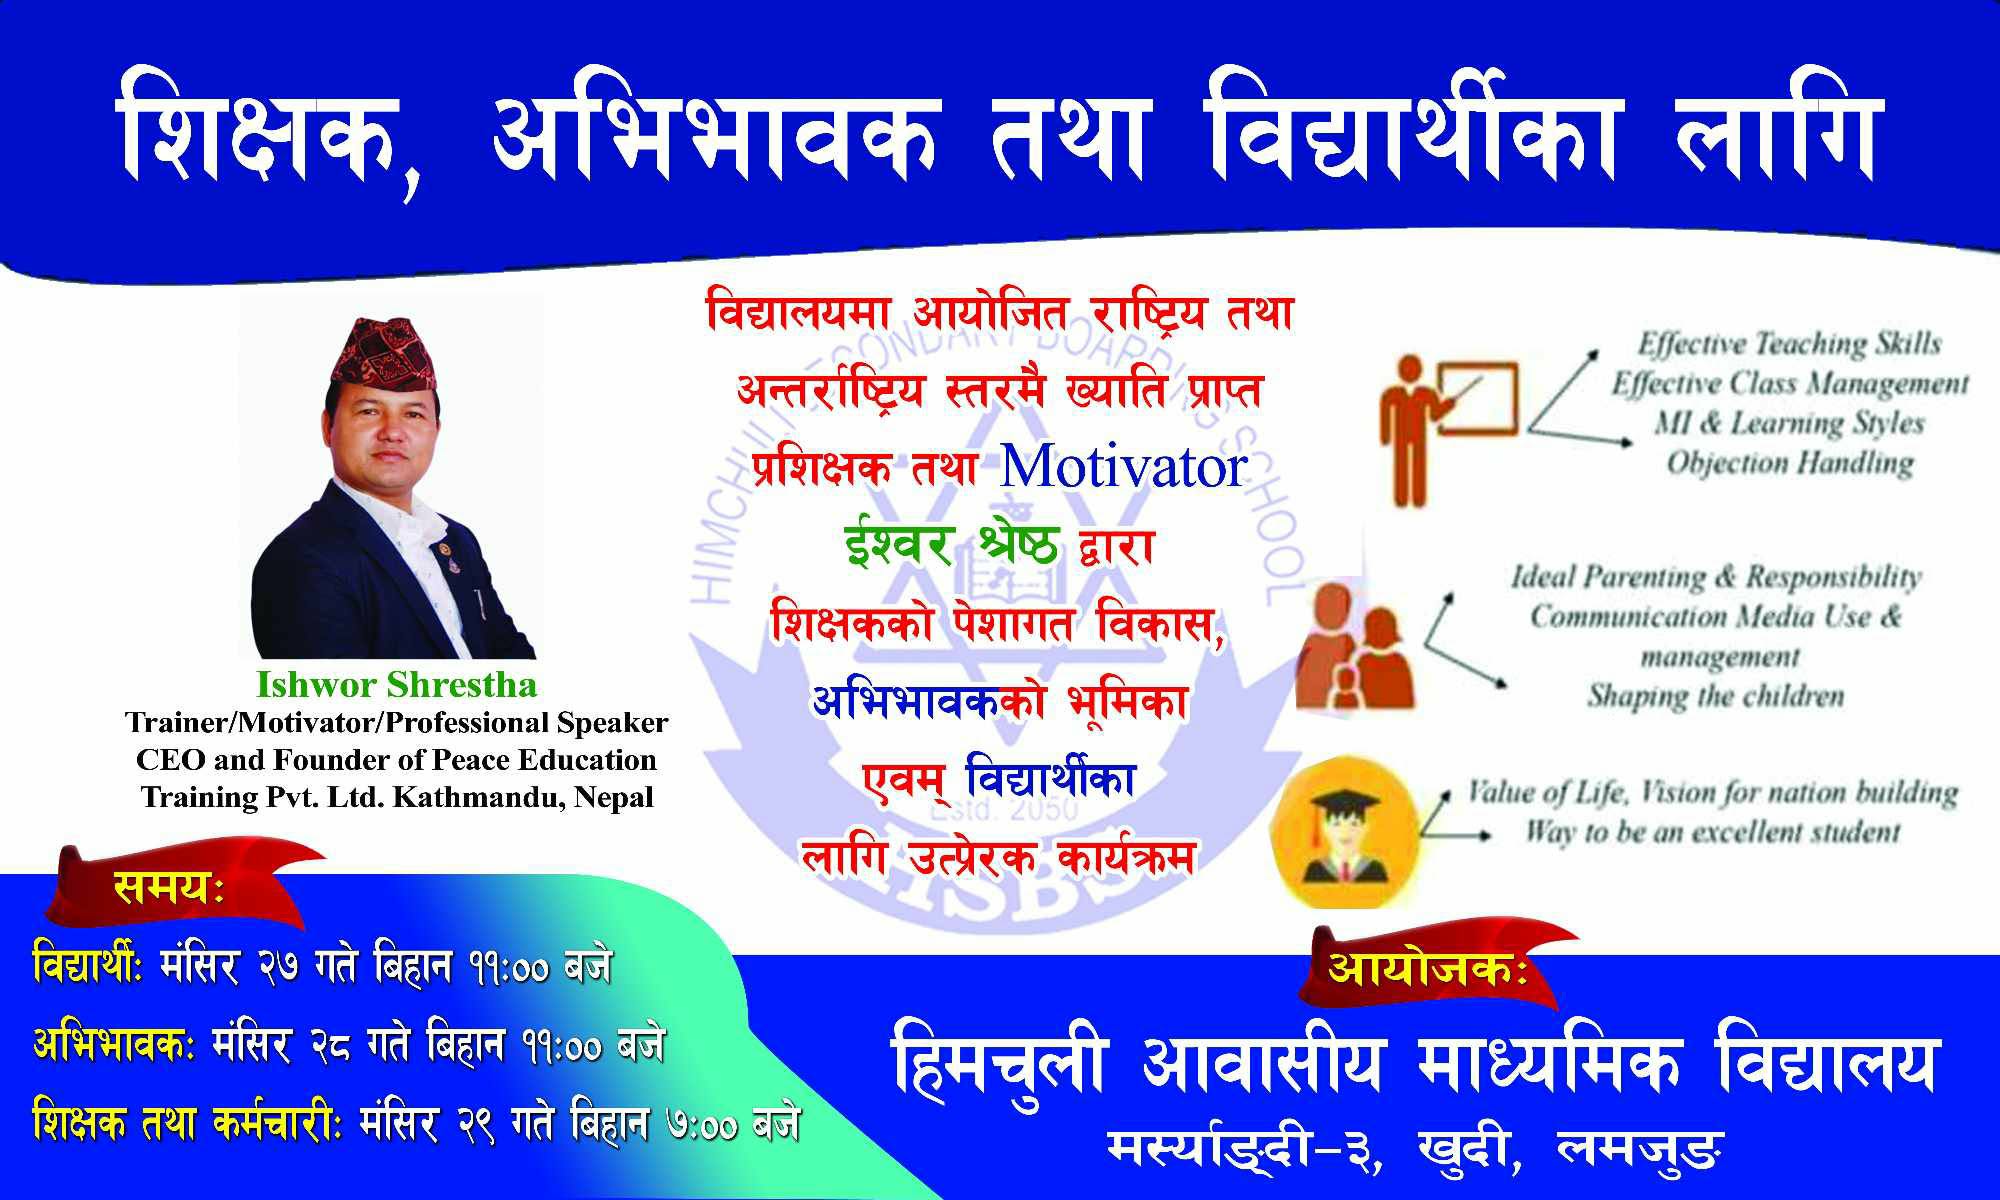 शिक्षक, अभिभावक तथा विद्यार्थीका लागि
विद्यालयमा आयोजित राष्ट्रिय तथा
अन्तर्राष्ट्रिय स्तरमै ख्याति प्राप्त
प्रशिक्षक तथा Motivator
ईश्वर श्रेष्ठ द्वारा
शिक्षकको पेशागत विकास,
अभिभावकको भूमिका
एवम् विद्यार्थीका
लागि उत्प्रेरक कार्यक्रम
Estd. 2050
HSBS
Ishwor Shrestha
Trainer/Motivator/Professional Speaker
CEO and Founder of Peace Education
Training Pvt. Ltd. Kathmandu, Nepal
Effective Teaching Skills
Effective Class Management
MI & Learning Styles
Objection Handling
Ideal Parenting & Responsibility
Communication Media Use &
management
Shaping the children
Value of Life, Vision for nation building
Way to be an excellent student
समयः
विद्यार्थीः मंसिर २७ गते बिहान ११:०० बजे
अभिभावकः मंसिर २८ गते बिहान ११:०० बजे
शिक्षक तथा कर्मचारीः मंसिर २९ गते बिहान ७:०० बजे
आयोजकः
हिमचुली आवासीय माध्यमिक विद्यालय
मर्स्याङ्दी-३, खुदी, लमजुङ